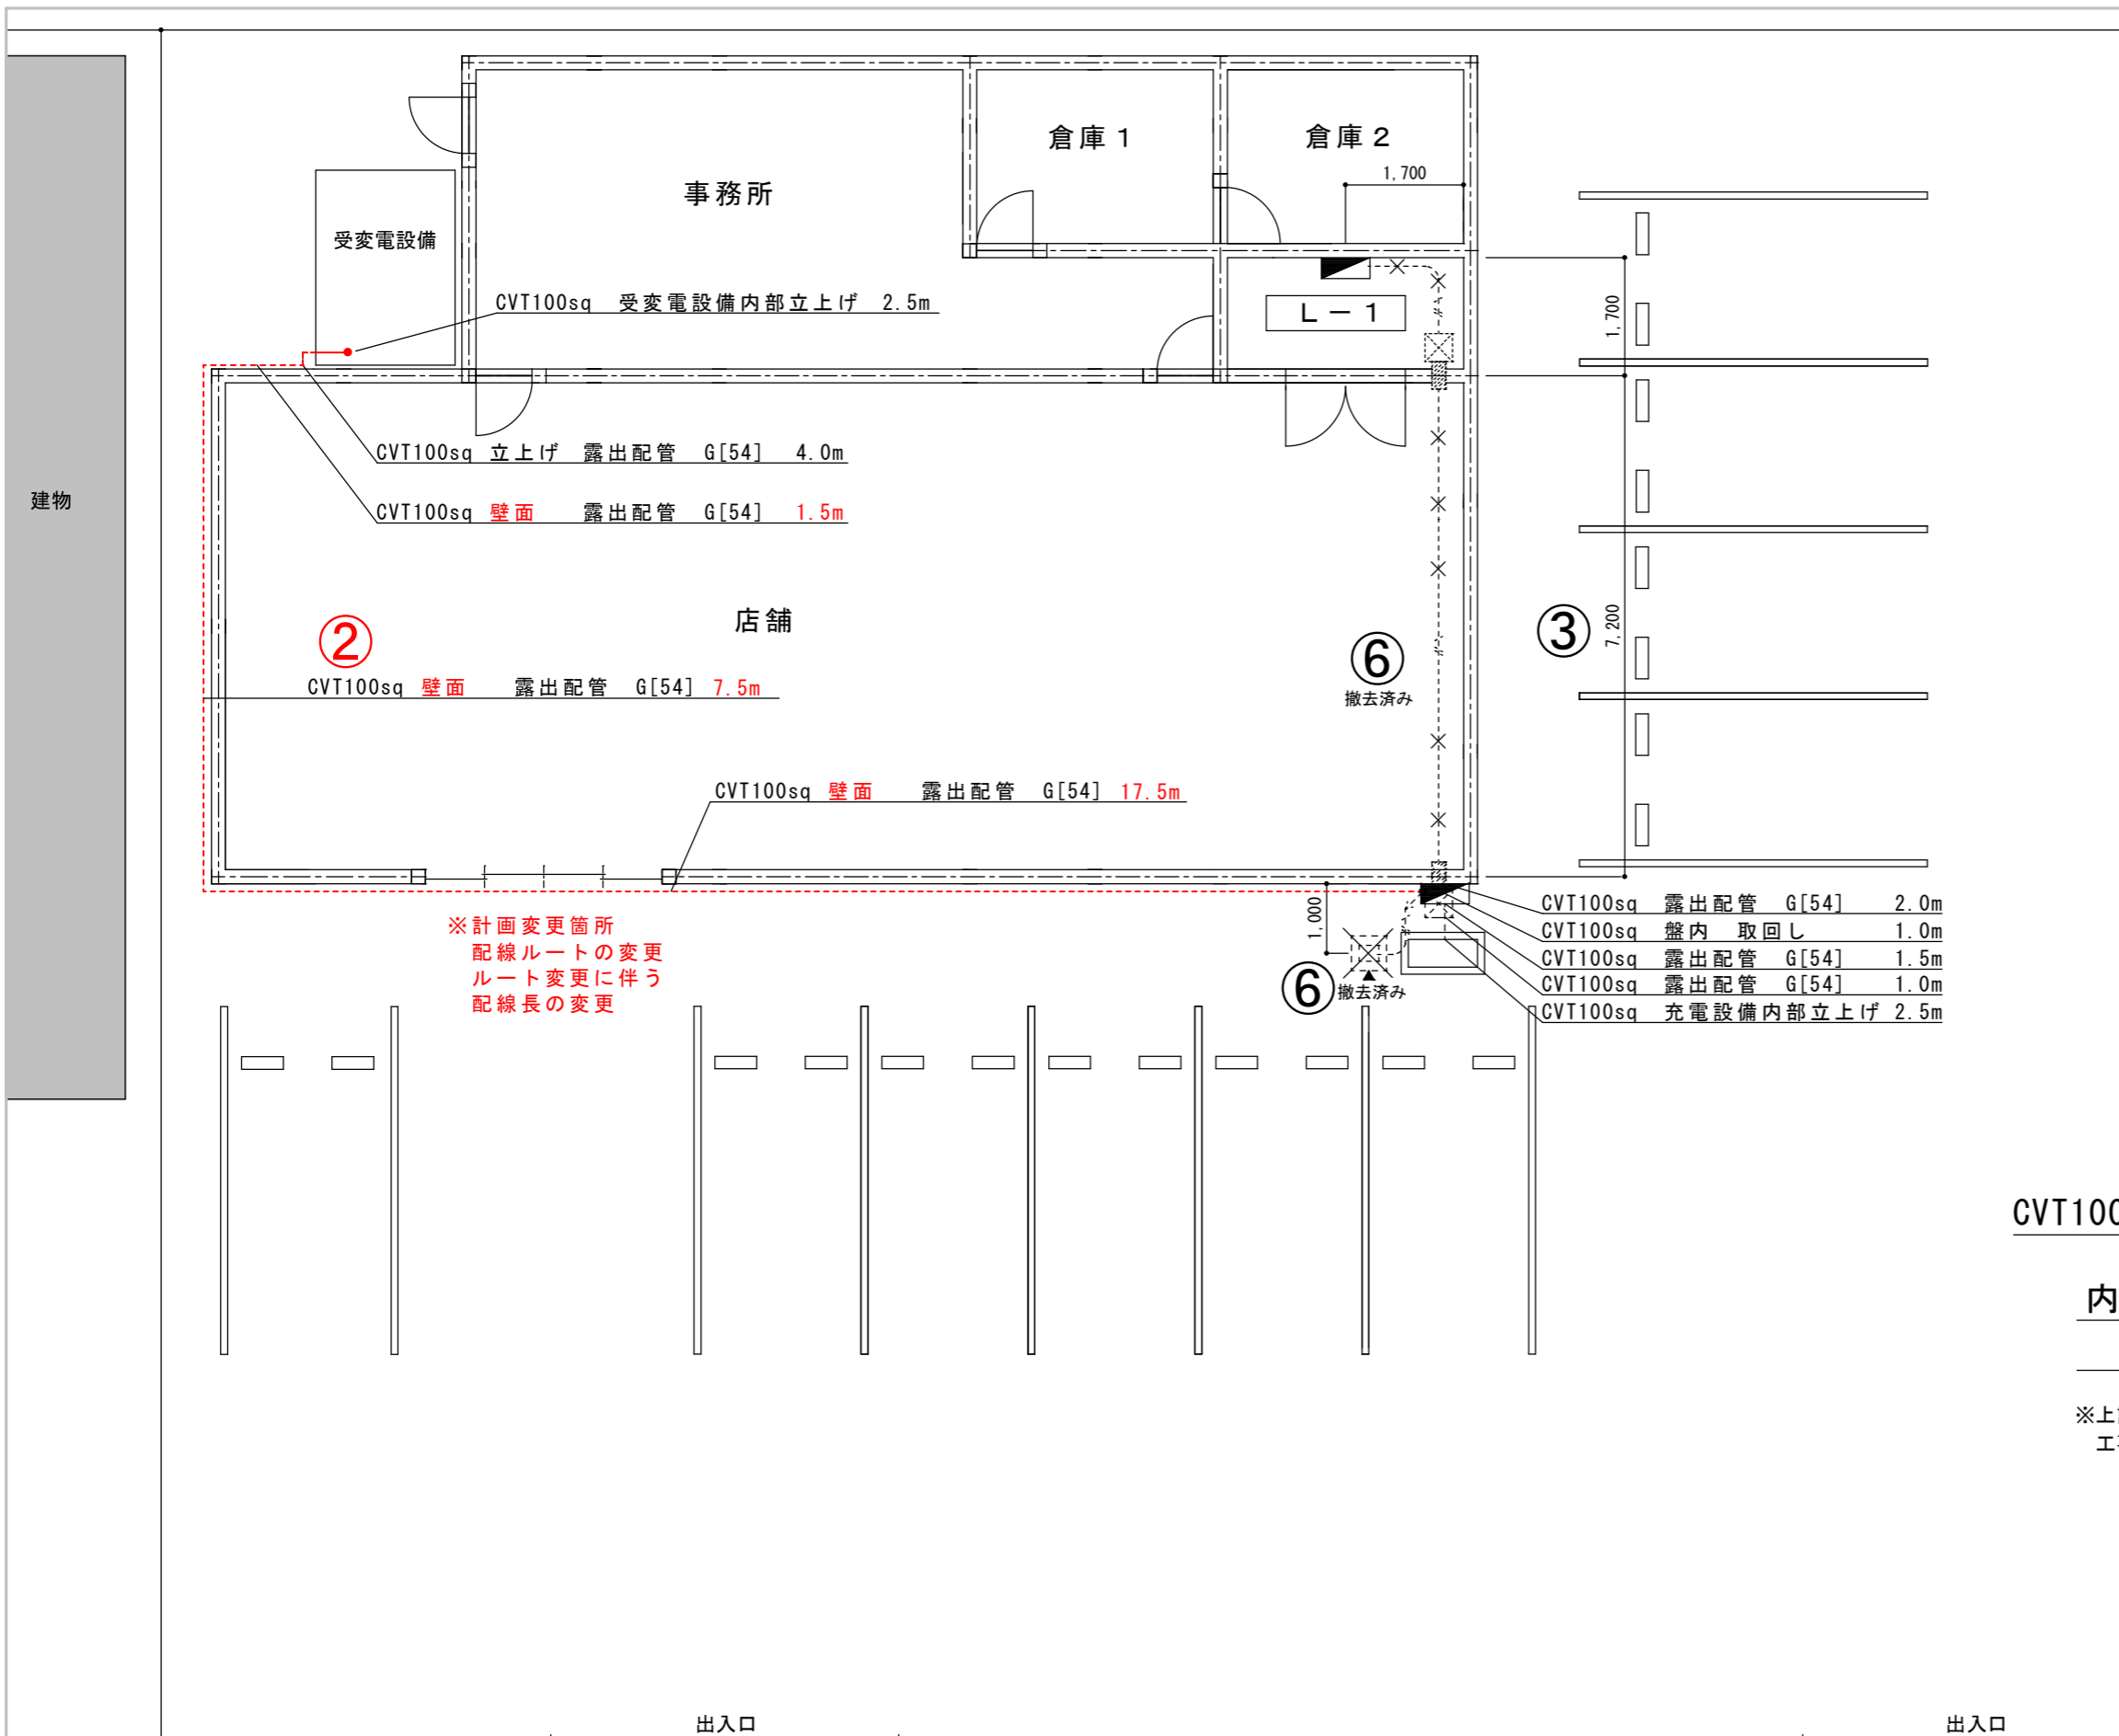 倉庫1
倉庫2
事務所
1,700
受変電設備
CVT100sq 受変電設備内部立上げ 2.5m
L－1
1,700
CVT100sq 立上げ 露出配管 G[54] 4.0m
建物
CVT100sq 壁面 露出配管 G[54] 1.5m
店舗
②
⑥
③
7,200
CVT100sq 壁面 露出配管 G[54] 7.5m
撤去済み
CVT100sq 壁面 露出配管 G[54] 17.5m
CVT100sq 露出配管 G[54] 2.0m
CVT100sq 盤内 取回し 1.0m
CVT100sq 露出配管 G[54] 1.5m
CVT100sq 露出配管 G[54] 1.0m
CVT100sq 充電設備内部立上げ 2.5m
1,000
※計画変更箇所
配線ルートの変更
ルート変更に伴う
配線長の変更
⑥
撤去済み
CVT100
内
※上
工
出入口
出入口